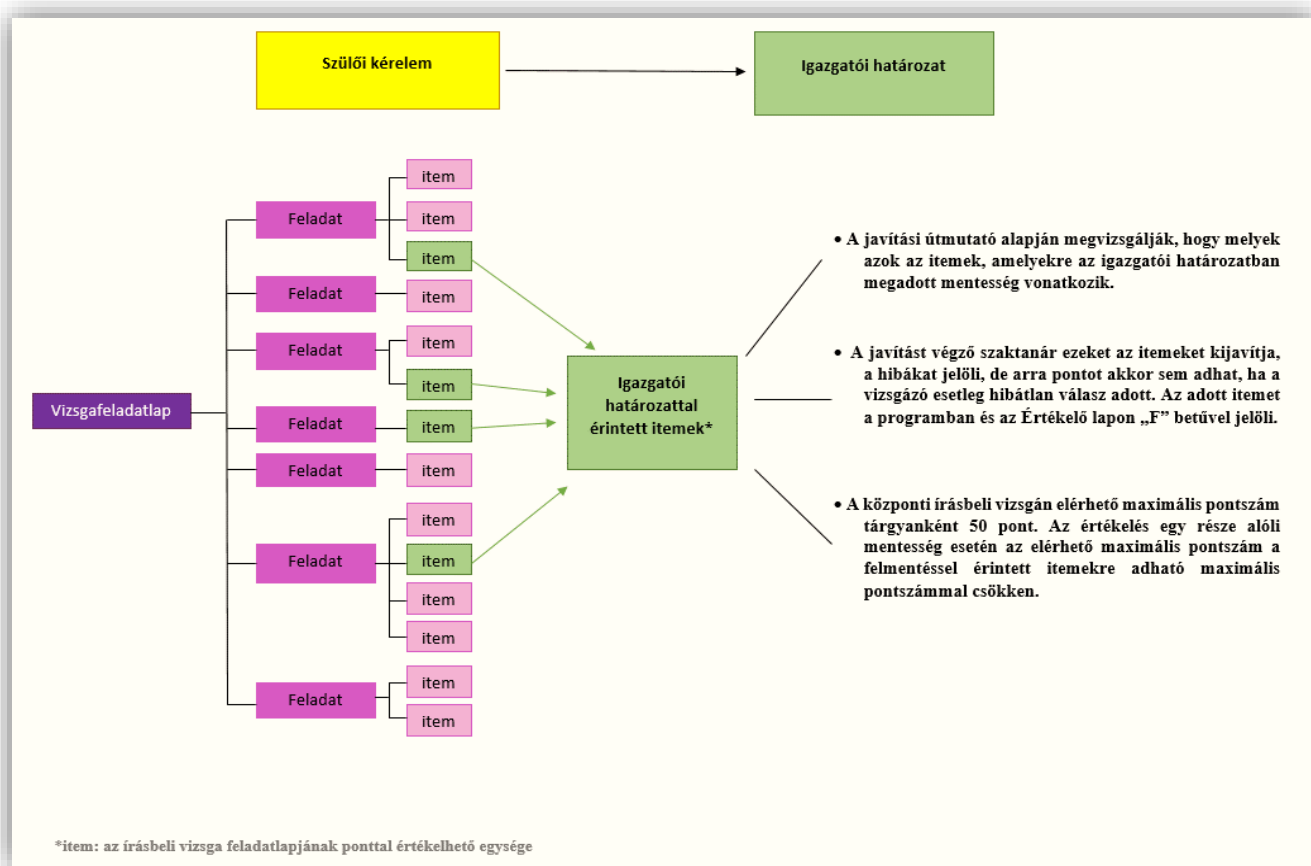 Szülői kérelem
Igazgatói határozat
item
Feladat
item
item
Feladat
item
item
Feladat
item
Vizsgafeladatlap
Feladat
item
Feladat
item
item
Feladat
item
item
item
item
Feladat
item
Igazgatói
határozattal
érintett itemek*
• A javítási útmutató alapján megvizsgálják, hogy melyek
azok az itemek, amelyekre az igazgatói határozatban
megadott mentesség vonatkozik.
• A javítást végző szaktanár ezeket az itemeket kijavítja,
a hibákat jelöli, de arra pontot akkor sem adhat, ha a
vizsgázó esetleg hibátlan válasz adott. Az adott itemet
a programban és az Értékelő lapon „F” betűvel jelöli.
• A központi írásbeli vizsgán elérhető maximális pontszám
tárgyanként 50 pont. Az értékelés egy része alóli
mentesség esetén az elérhető maximális pontszám a
felmentéssel érintett itemekre adható maximális
pontszámmal csökken.
*item: az írásbeli vizsga feladatlapjának ponttal értékelhető egysége